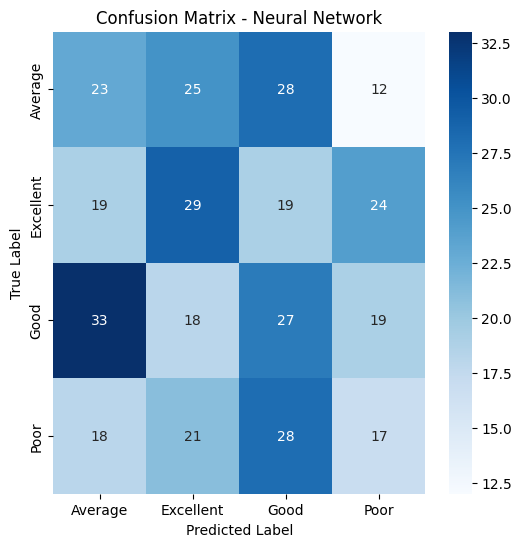 Confusion Matrix - Neural Network
True Label
Average 23 25 28 12
Excellent 19 29 19 24
Good 33 18 27 19
Poor 18 21 28 17
Average Excellent Good Poor
Predicted Label
32.5
30.0
27.5
25.0
22.5
20.0
17.5
15.0
12.5